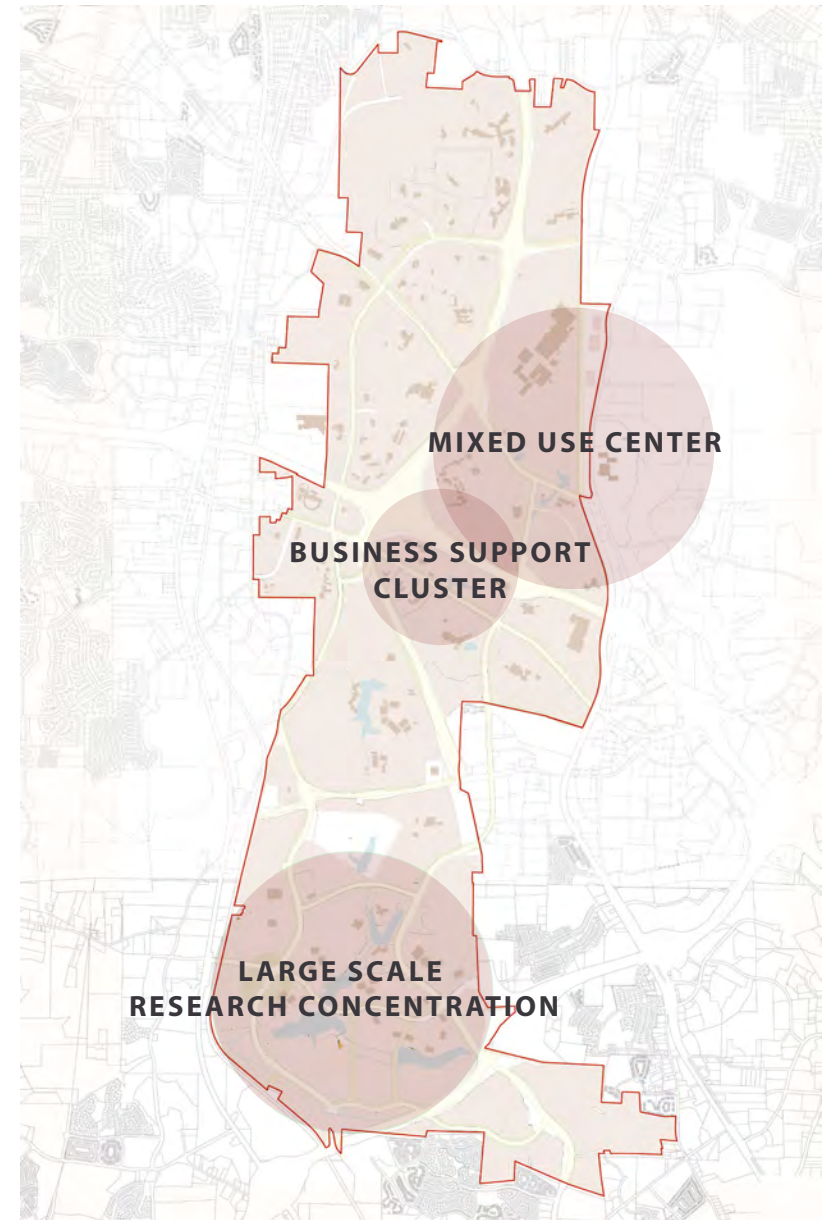 MIXED USE CENTER
BUSINESS SUPPORT
CLUSTER
LARGE SCALE
RESEARCH CONCENTRATION